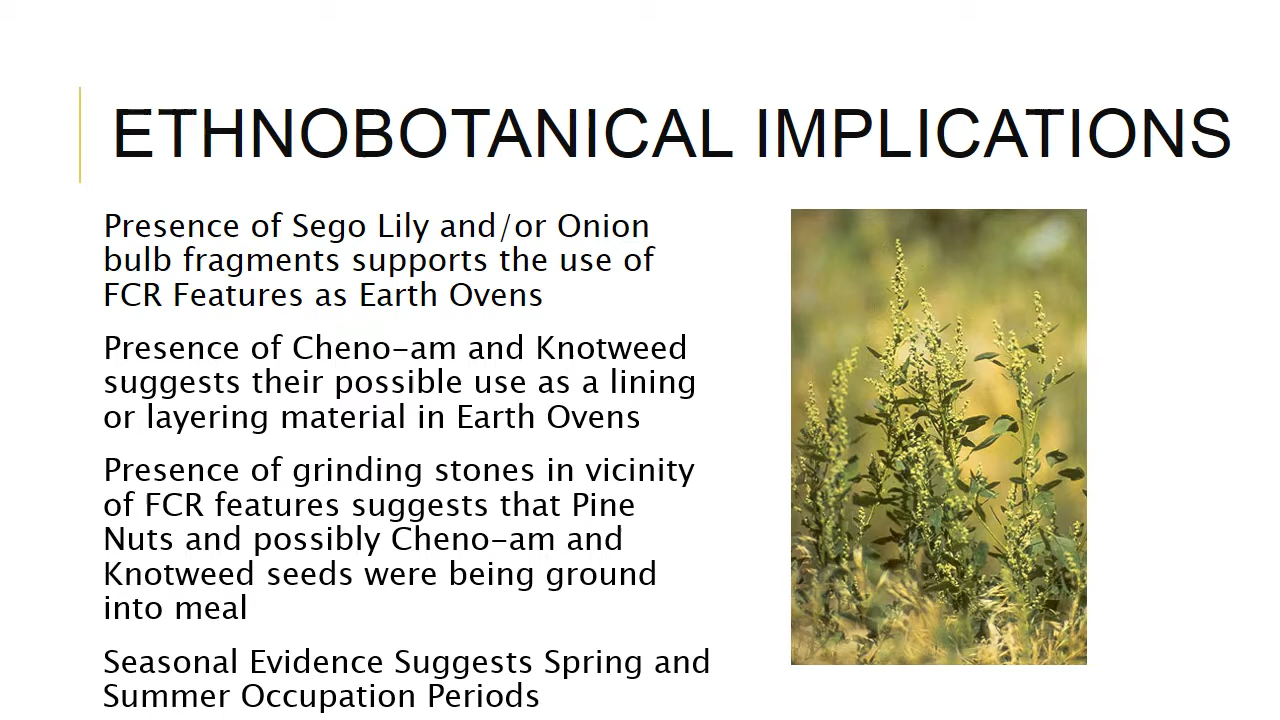 ETHNOBOTANICAL IMPLICATIONS
Presence of Sego Lily and/or Onion
bulb fragments supports the use of
FCR Features as Earth Ovens
Presence of Cheno-am and Knotweed
suggests their possible use as a lining
or layering material in Earth Ovens
Presence of grinding stones in vicinity
of FCR features suggests that Pine
Nuts and possibly Cheno-am and
Knotweed seeds were being ground
into meal
Seasonal Evidence Suggests Spring and
Summer Occupation Periods